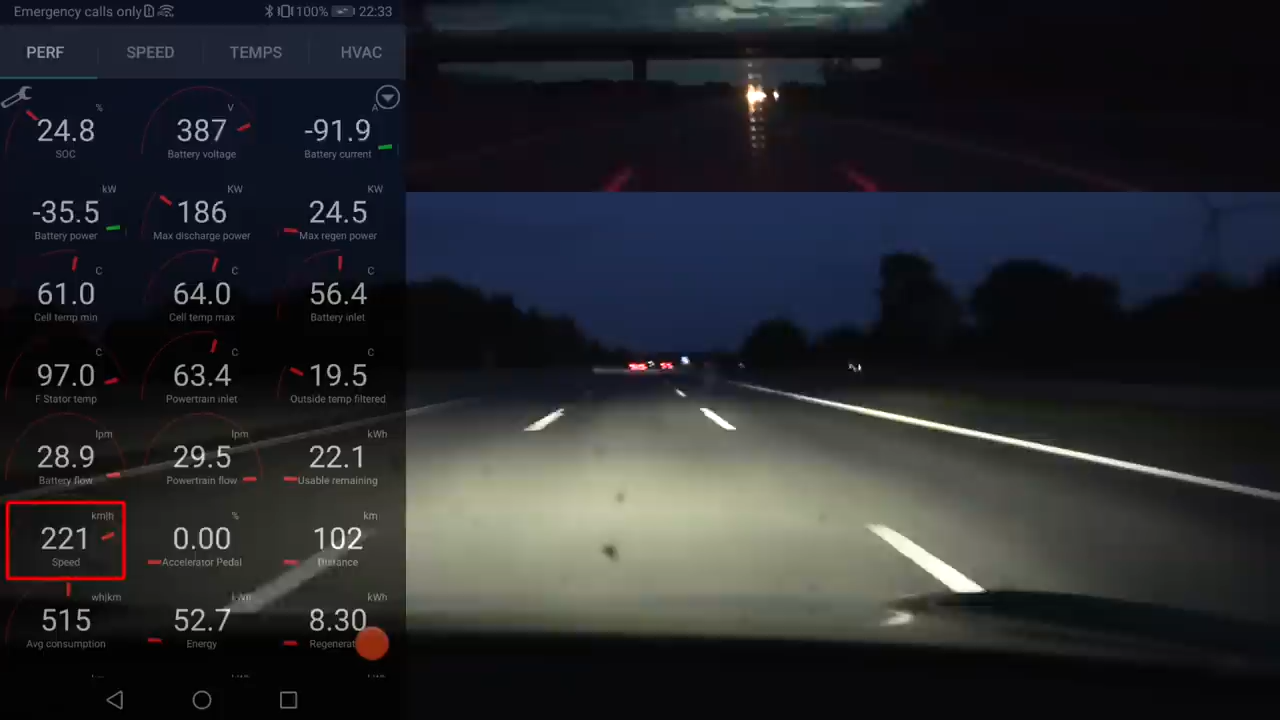 Emergency calls only 100% 22:33
PERF SPEED TEMPS HVAC
% V A
24.8 387 -91.9
SOC Battery voltage Battery current
kW KW KW
-35.5 186 24.5
Battery power Max discharge power Max regen power
C C C
61.0 64.0 56.4
Cell temp min Cell temp max Battery inlet
C C C
97.0 63.4 19.5
F Stator temp Powertrain inlet Outside temp filtered
lpm lpm kWh
28.9 29.5 22.1
Battery flow Powertrain flow Usable remaining
km|h % km
221 0.00 102
Speed Accelerator Pedal Distance
wh|km kWh kWh
515 52.7 8.30
Avg consumption Energy Regenerat